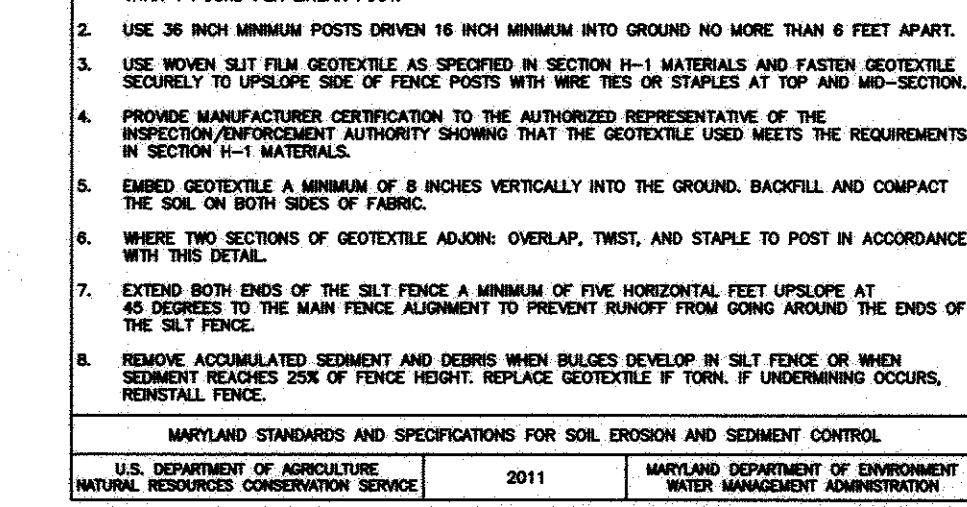 2. USE 36 INCH MINIMUM POSTS DRIVEN 16 INCH MINIMUM INTO GROUND NO MORE THAN 6 FEET APART.
3. USE WOVEN SLIT FILM GEOTEXTILE AS SPECIFIED IN SECTION H-1 MATERIALS AND FASTEN GEOTEXTILE
SECURELY TO UPSLOPE SIDE OF FENCE POSTS WITH WIRE TIES OR STAPLES AT TOP AND MID-SECTION.
4. PROVIDE MANUFACTURER CERTIFICATION TO THE AUTHORIZED REPRESENTATIVE OF THE
INSPECTION/ENFORCEMENT AUTHORITY SHOWING THAT THE GEOTEXTILE USED MEETS THE REQUIREMENTS
IN SECTION H-1 MATERIALS.
5. EMBED GEOTEXTILE A MINIMUM OF 8 INCHES VERTICALLY INTO THE GROUND. BACKFILL AND COMPACT
THE SOIL ON BOTH SIDES OF FABRIC.
6. WHERE TWO SECTIONS OF GEOTEXTILE ADJOIN: OVERLAP, TWIST, AND STAPLE TO POST IN ACCORDANCE
WITH THIS DETAIL.
7. EXTEND BOTH ENDS OF THE SILT FENCE A MINIMUM OF FIVE HORIZONTAL FEET UPSLOPE AT
45 DEGREES TO THE MAIN FENCE ALIGNMENT TO PREVENT RUNOFF FROM GOING AROUND THE ENDS OF
THE SILT FENCE.
8. REMOVE ACCUMULATED SEDIMENT AND DEBRIS WHEN BULGES DEVELOP IN SILT FENCE OR WHEN
SEDIMENT REACHES 25% OF FENCE HEIGHT. REPLACE GEOTEXTILE IF TORN. IF UNDERMINING OCCURS,
REINSTALL FENCE.
MARYLAND STANDARDS AND SPECIFICATIONS FOR SOIL EROSION AND SEDIMENT CONTROL
U.S. DEPARTMENT OF AGRICULTURE
NATURAL RESOURCES CONSERVATION SERVICE
2011
MARYLAND DEPARTMENT OF ENVIRONMENT
WATER MANAGEMENT ADMINISTRATION